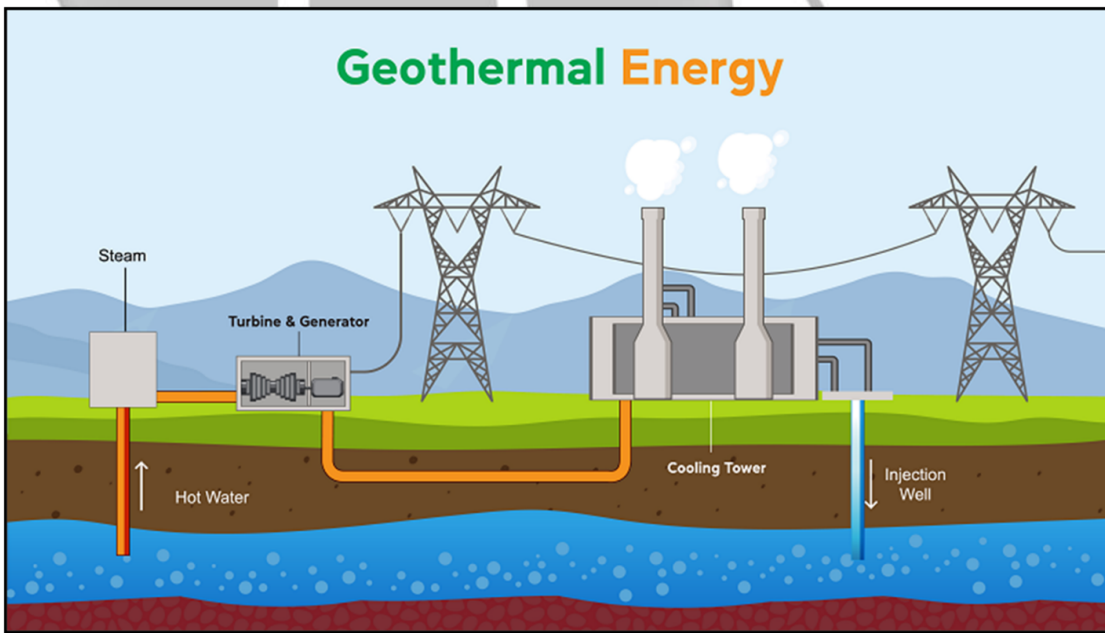 Geothermal Energy
Steam
Turbine & Generator
Hot Water
Cooling Tower
Injection
Well